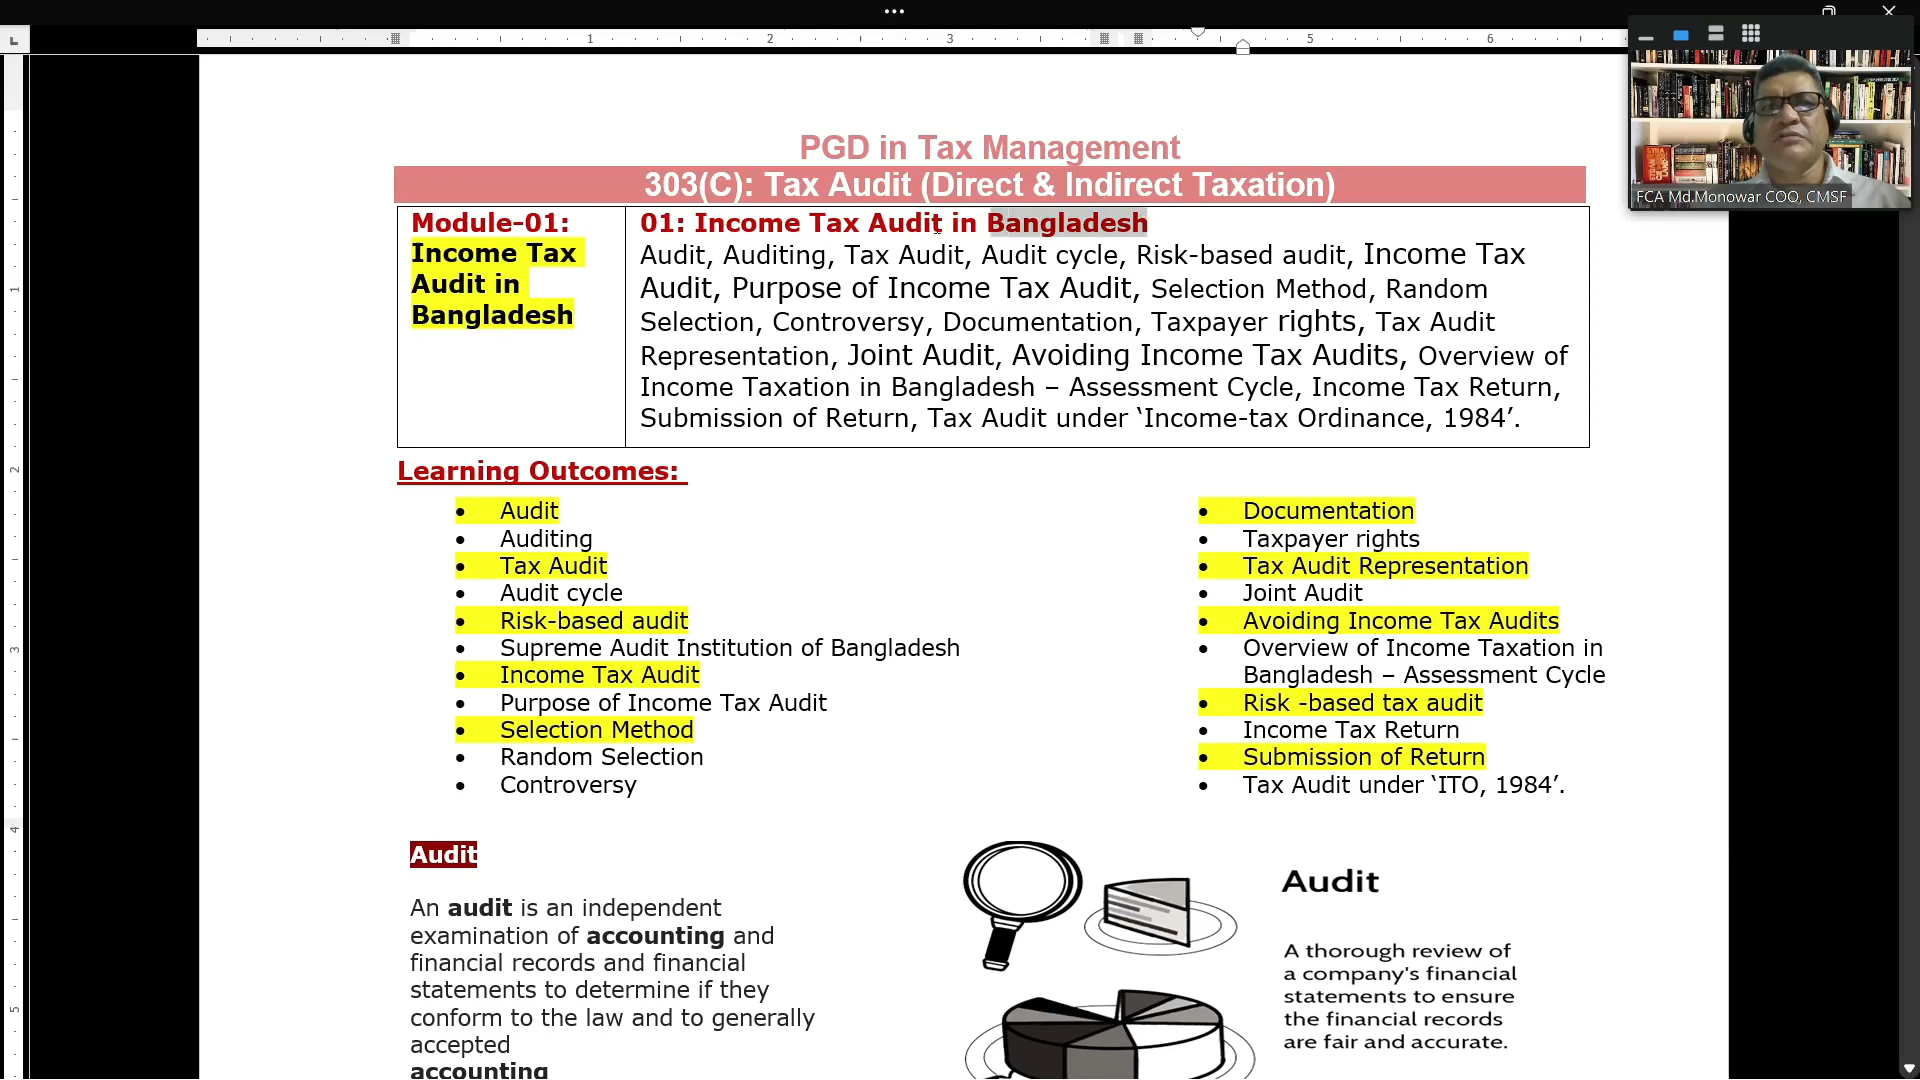 1 2 3 5 6
PGD in Tax Management
303(C): Tax Audit (Direct & Indirect Taxation)
Module-01:
Income Tax
Audit in
Bangladesh
01: Income Tax Audit in Bangladesh
Audit, Auditing, Tax Audit, Audit cycle, Risk-based audit, Income Tax
Audit, Purpose of Income Tax Audit, Selection Method, Random
Selection, Controversy, Documentation, Taxpayer rights, Tax Audit
Representation, Joint Audit, Avoiding Income Tax Audits, Overview of
Income Taxation in Bangladesh – Assessment Cycle, Income Tax Return,
Submission of Return, Tax Audit under ‘Income-tax Ordinance, 1984’.
FCA Md.Monowar COO, CMSF
Learning Outcomes:
• Audit
• Auditing
• Tax Audit
• Audit cycle
• Risk-based audit
• Supreme Audit Institution of Bangladesh
• Income Tax Audit
• Purpose of Income Tax Audit
• Selection Method
• Random Selection
• Controversy
• Documentation
• Taxpayer rights
• Tax Audit Representation
• Joint Audit
• Avoiding Income Tax Audits
• Overview of Income Taxation in
Bangladesh – Assessment Cycle
• Risk -based tax audit
• Income Tax Return
• Submission of Return
• Tax Audit under ‘ITO, 1984’.
Audit
An audit is an independent
examination of accounting and
financial records and financial
statements to determine if they
conform to the law and to generally
accepted
accounting
Audit
A thorough review of
a company's financial
statements to ensure
the financial records
are fair and accurate.
1
2
3
4
5